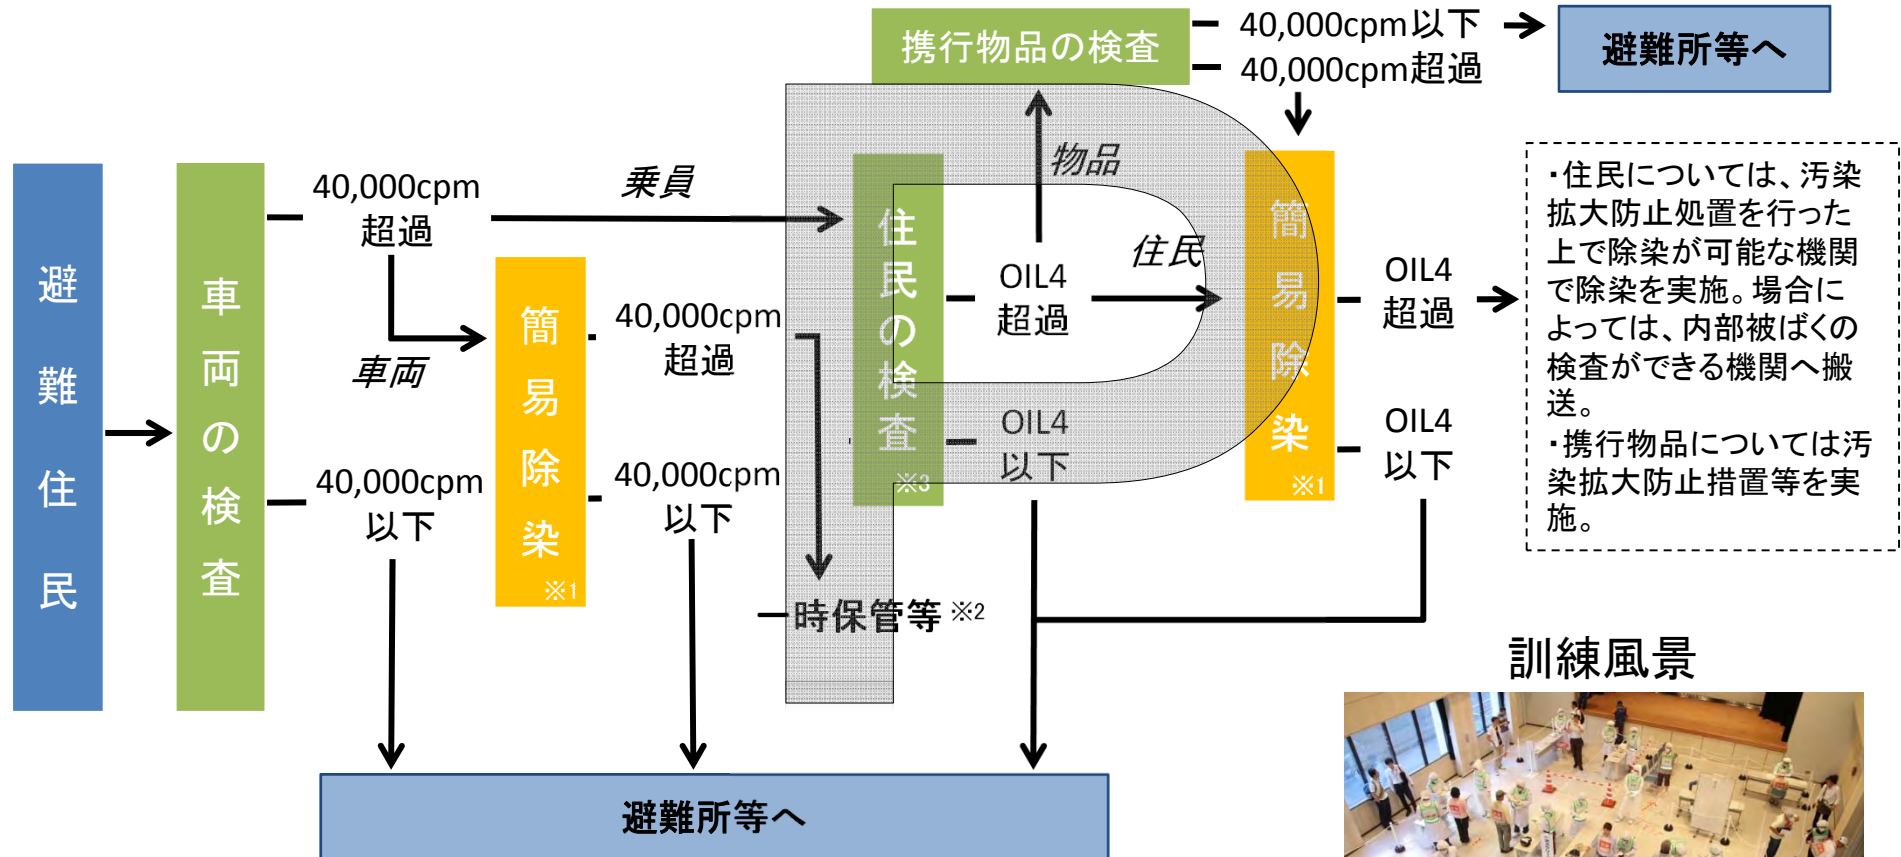 携行物品の検査
40,000cpm以下
40,000cpm超過
避難所等へ
避難住民
車両の検査
40,000cpm
超過
乗員
車両
40,000cpm
以下
簡易除染
※1
40,000cpm
超過
40,000cpm
以下
一時保管等 ※2
住民の検査
※3
物品
OIL4
超過
住民
OIL4
以下
簡易除染
※1
OIL4
超過
OIL4
以下
・住民については、汚染
拡大防止処置を行った
上で除染が可能な機関
で除染を実施。場合に
よっては、内部被ばくの
検査ができる機関へ搬
送。
・携行物品については汚
染拡大防止措置等を実
施。
訓練風景
避難所等へ